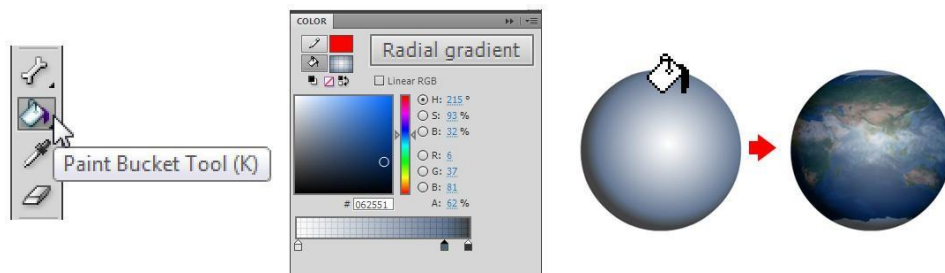 Paint Bucket Tool (K)
COLOR
Radial gradient
Linear RGB
H: 215 °
S: 93 %
B: 32 %
R: 6
G: 37
B: 81
# 062551
A: 62 %